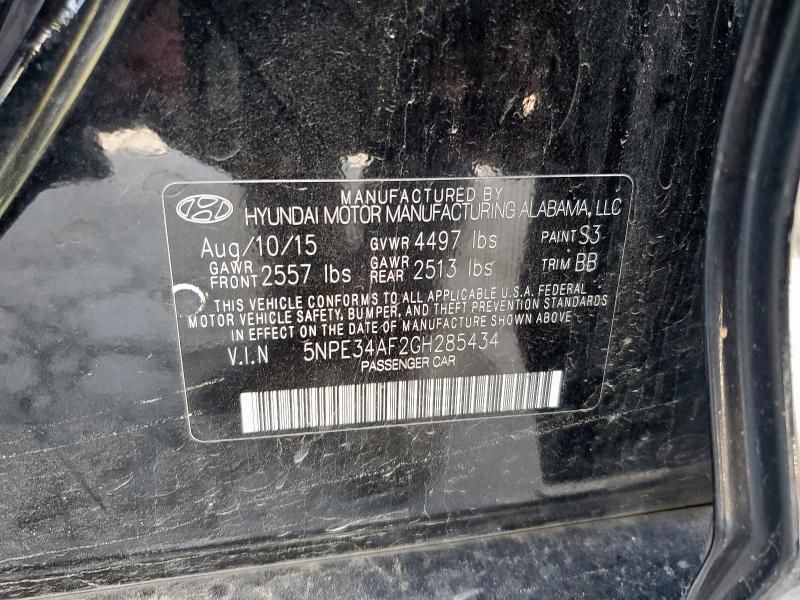 MANUFACTURED BY
HYUNDAI MOTOR MANUFACTURING ALABAMA, LLC
Aug/10/15 GVWR 4497 lbs PAINT S3
GAWR FRONT 2557 lbs GAWR REAR 2513 lbs TRIM BB
THIS VEHICLE CONFORMS TO ALL APPLICABLE U.S.A. FEDERAL
MOTOR VEHICLE SAFETY, BUMPER, AND THEFT PREVENTION STANDARDS
IN EFFECT ON THE DATE OF MANUFACTURE SHOWN ABOVE.
V.I.N 5NPE34AF2GH285434
PASSENGER CAR